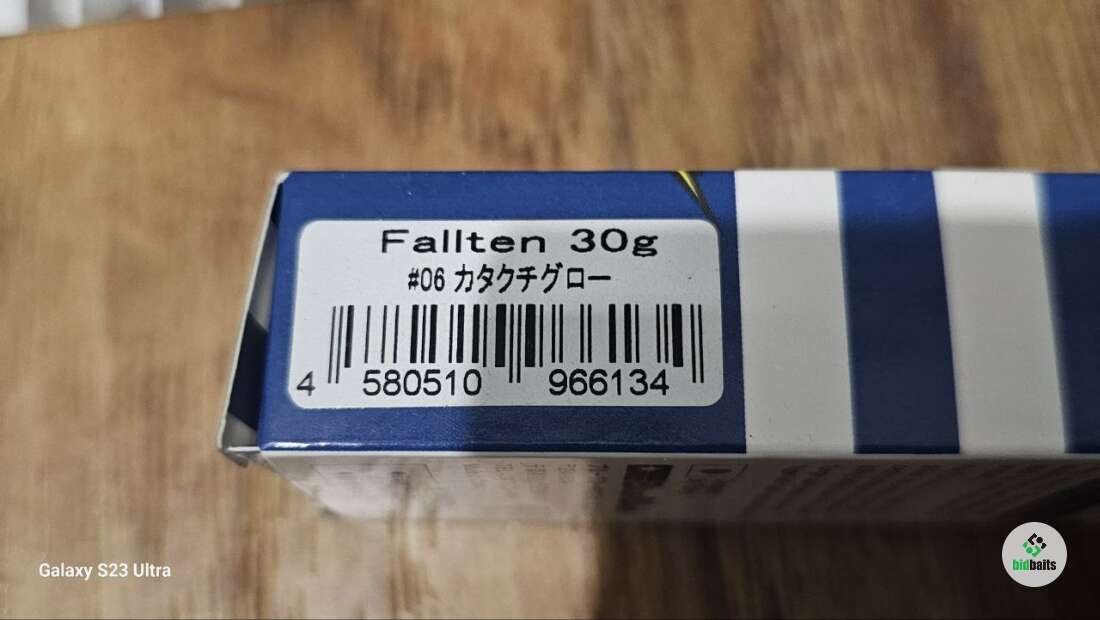 Fallten 30g
#06 カタクチグロー
4 580510 966134
Galaxy S23 Ultra
bidbaits